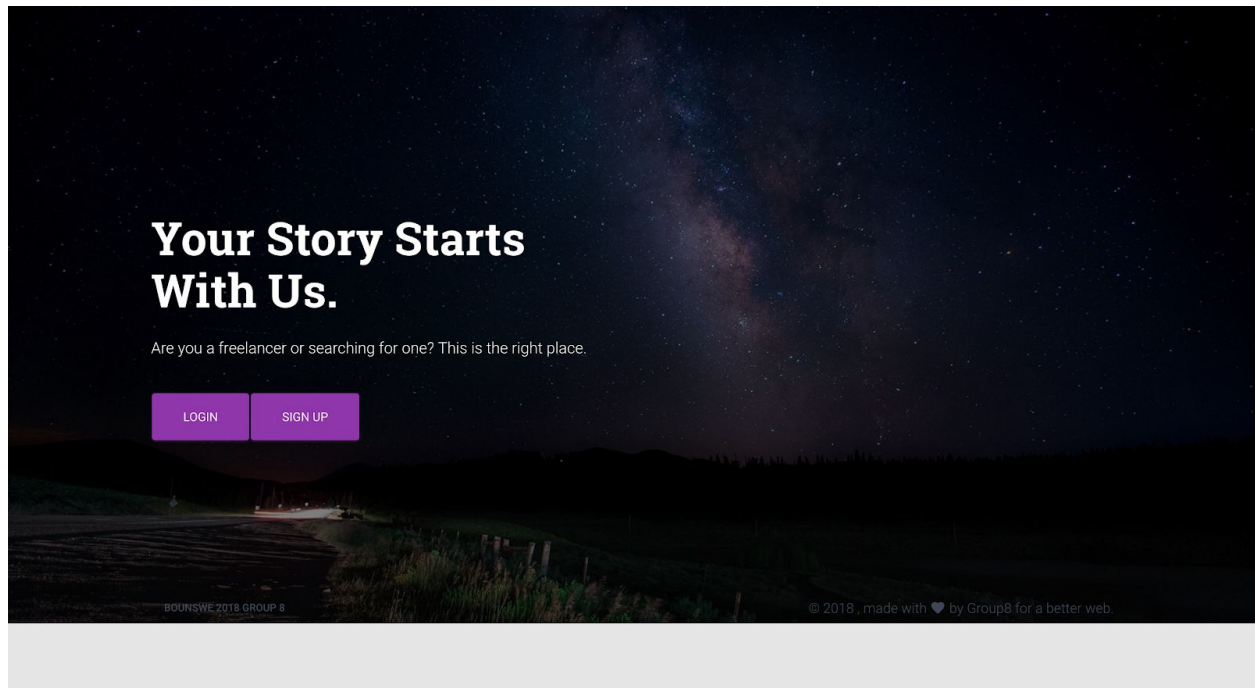 Your Story Starts
With Us.
Are you a freelancer or searching for one? This is the right place.
LOGIN SIGN UP
BOUNSWE 2018 GROUP 8 © 2018 , made with ♥ by Group8 for a better web.